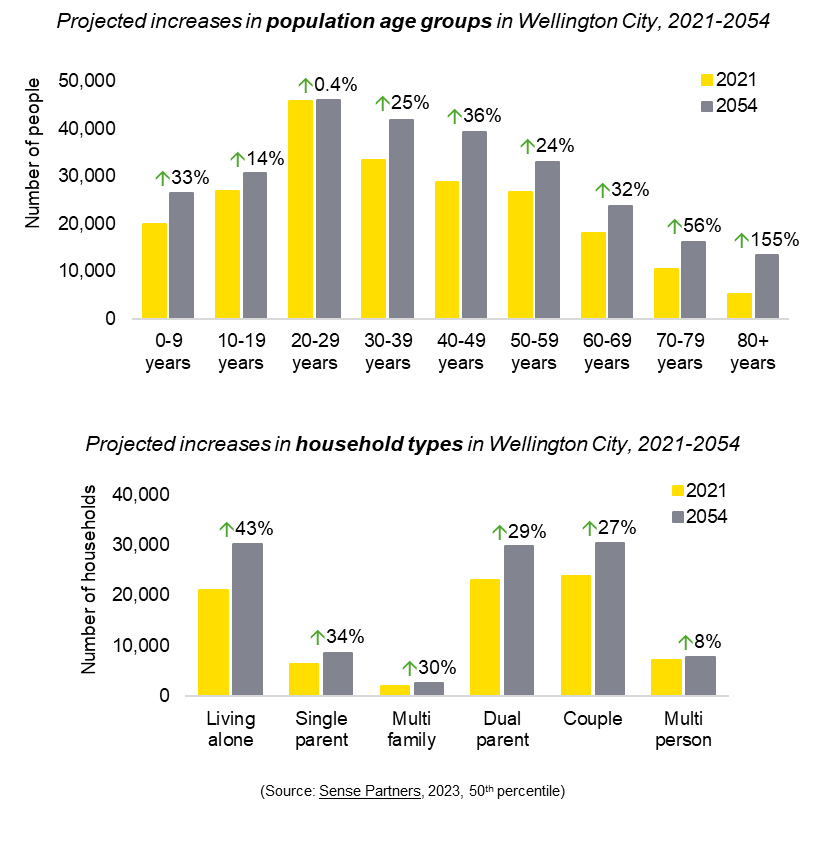 Projected increases in population age groups in Wellington City, 2021-2054
Number of people
50,000
40,000
30,000
20,000
10,000
0
2021
2054
↑33%
↑14%
↑0.4%
↑25%
↑36%
↑24%
↑32%
↑56%
↑155%
0-9
years
10-19
years
20-29
years
30-39
years
40-49
years
50-59
years
60-69
years
70-79
years
80+
years
Projected increases in household types in Wellington City, 2021-2054
Number of households
40,000
30,000
20,000
10,000
0
2021
2054
↑43%
↑34%
↑30%
↑29%
↑27%
↑8%
Living
alone
Single
parent
Multi
family
Dual
parent
Couple
Multi
person
(Source: Sense Partners, 2023, 50th percentile)